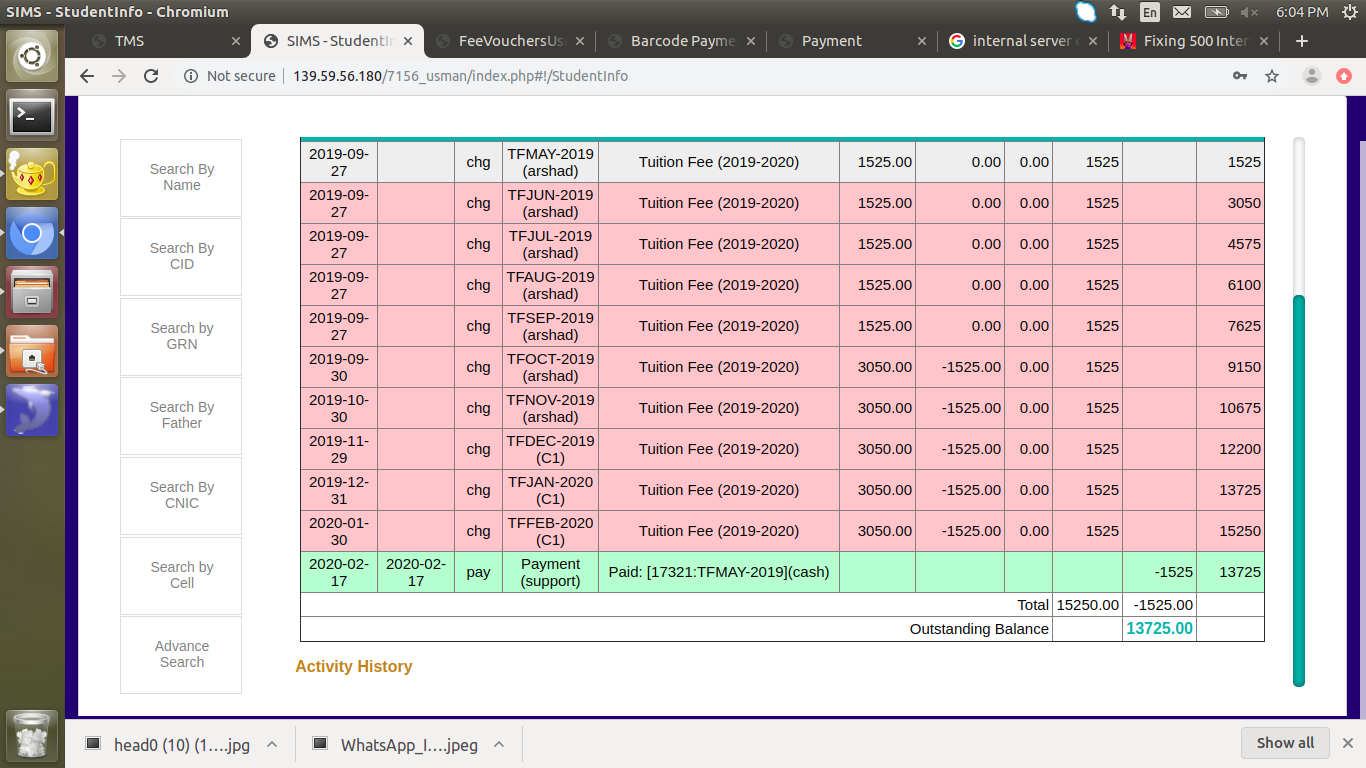 SIMS - StudentInfo - Chromium
En
6:04 PM
TMS
SIMS - StudentIn
FeeVouchersUs
Barcode Payme
Payment
internal server e
Fixing 500 Inter
Not secure
139.59.56.180/7156_usman/index.php#!/StudentInfo
Search By
Name
Search By
CID
Search by
GRN
Search By
Father
Search By
CNIC
Search by
Cell
Advance
Search
2019-09-27 chg TFMAY-2019 (arshad) Tuition Fee (2019-2020) 1525.00 0.00 0.00 1525 1525
2019-09-27 chg TFJUN-2019 (arshad) Tuition Fee (2019-2020) 1525.00 0.00 0.00 1525 3050
2019-09-27 chg TFJUL-2019 (arshad) Tuition Fee (2019-2020) 1525.00 0.00 0.00 1525 4575
2019-09-27 chg TFAUG-2019 (arshad) Tuition Fee (2019-2020) 1525.00 0.00 0.00 1525 6100
2019-09-27 chg TFSEP-2019 (arshad) Tuition Fee (2019-2020) 1525.00 0.00 0.00 1525 7625
2019-09-30 chg TFOCT-2019 (arshad) Tuition Fee (2019-2020) 3050.00 -1525.00 0.00 1525 9150
2019-10-30 chg TFNOV-2019 (arshad) Tuition Fee (2019-2020) 3050.00 -1525.00 0.00 1525 10675
2019-11-29 chg TFDEC-2019 (C1) Tuition Fee (2019-2020) 3050.00 -1525.00 0.00 1525 12200
2019-12-31 chg TFJAN-2020 (C1) Tuition Fee (2019-2020) 3050.00 -1525.00 0.00 1525 13725
2020-01-30 chg TFFEB-2020 (C1) Tuition Fee (2019-2020) 3050.00 -1525.00 0.00 1525 15250
2020-02-17 2020-02-17 pay Payment (support) Paid: [17321:TFMAY-2019](cash) -1525 13725
Total 15250.00 -1525.00
Outstanding Balance 13725.00
Activity History
head0 (10) (1....jpg
WhatsApp_I....jpeg
Show all